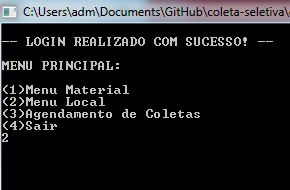 C:\Users\adm\Documents\GitHub\coleta-seletiva\
-- LOGIN REALIZADO COM SUCESSO! --
MENU PRINCIPAL:
(1)Menu Material
(2)Menu Local
(3)Agendamento de Coletas
(4)Sair
2